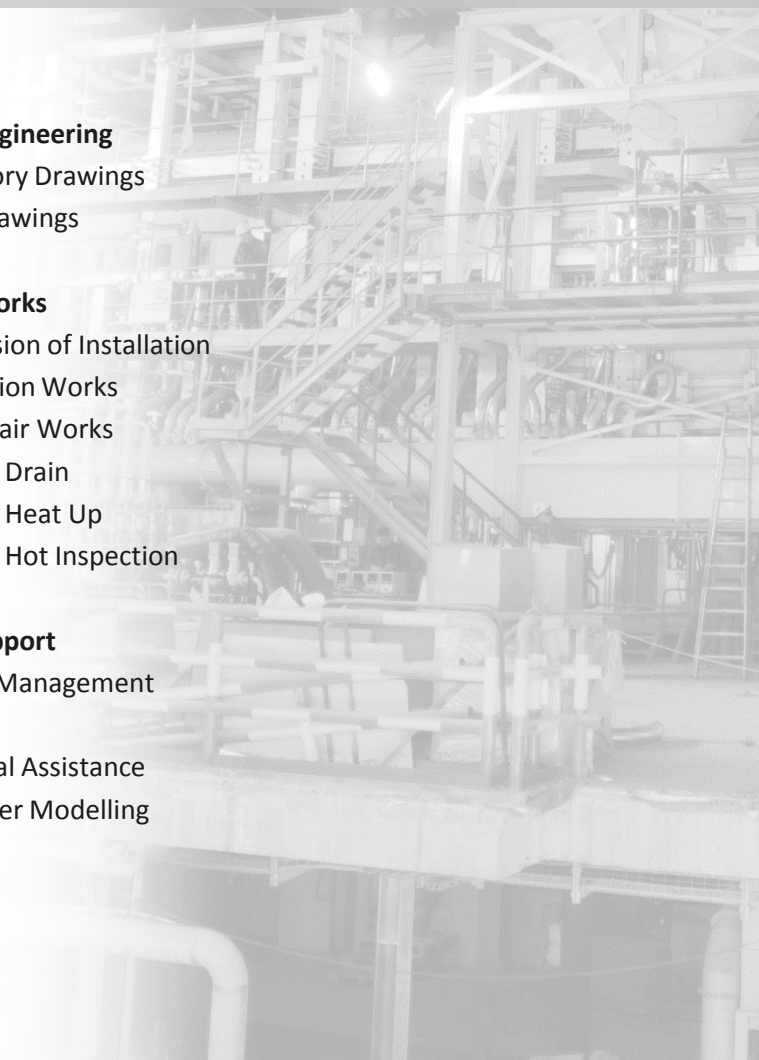 gineering
ory Drawings
awings
orks
sion of Installation
ion Works
air Works
Drain
Heat Up
Hot Inspection
pport
Management
al Assistance
er Modelling